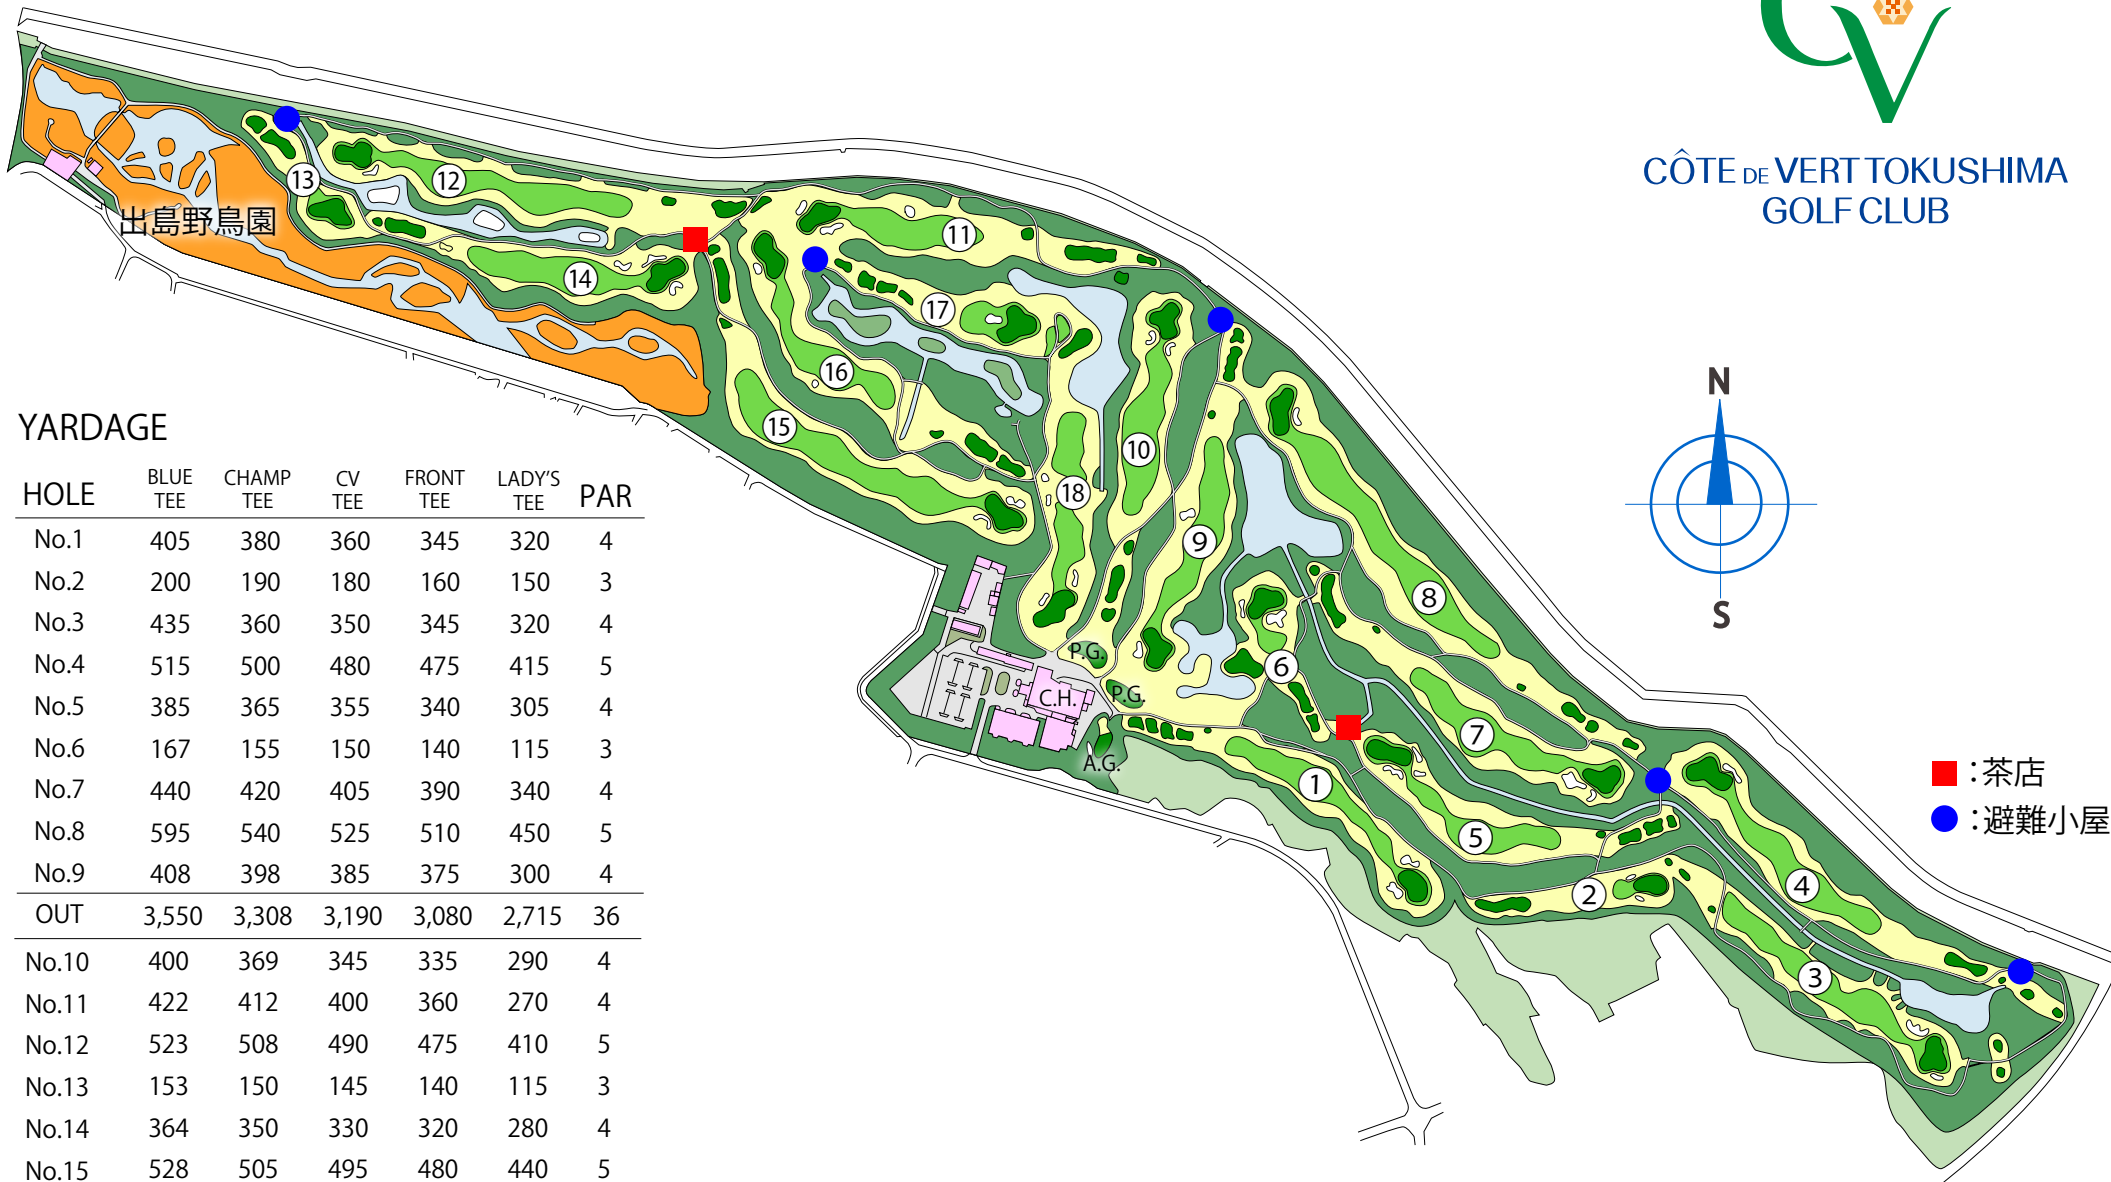 CV
CÔTE DE VERT TOKUSHIMA
GOLF CLUB
出島野鳥園
13
12
14
11
17
16
15
10
18
9
8
6
7
1
5
2
4
3
P.G.
P.G.
C.H.
A.G.
N
S
■：茶店
●：避難小屋
YARDAGE
HOLE BLUE TEE CHAMP TEE CV TEE FRONT TEE LADY'S TEE PAR
No.1 405 380 360 345 320 4
No.2 200 190 180 160 150 3
No.3 435 360 350 345 320 4
No.4 515 500 480 475 415 5
No.5 385 365 355 340 305 4
No.6 167 155 150 140 115 3
No.7 440 420 405 390 340 4
No.8 595 540 525 510 450 5
No.9 408 398 385 375 300 4
OUT 3,550 3,308 3,190 3,080 2,715 36
No.10 400 369 345 335 290 4
No.11 422 412 400 360 270 4
No.12 523 508 490 475 410 5
No.13 153 150 145 140 115 3
No.14 364 350 330 320 280 4
No.15 528 505 495 480 440 5